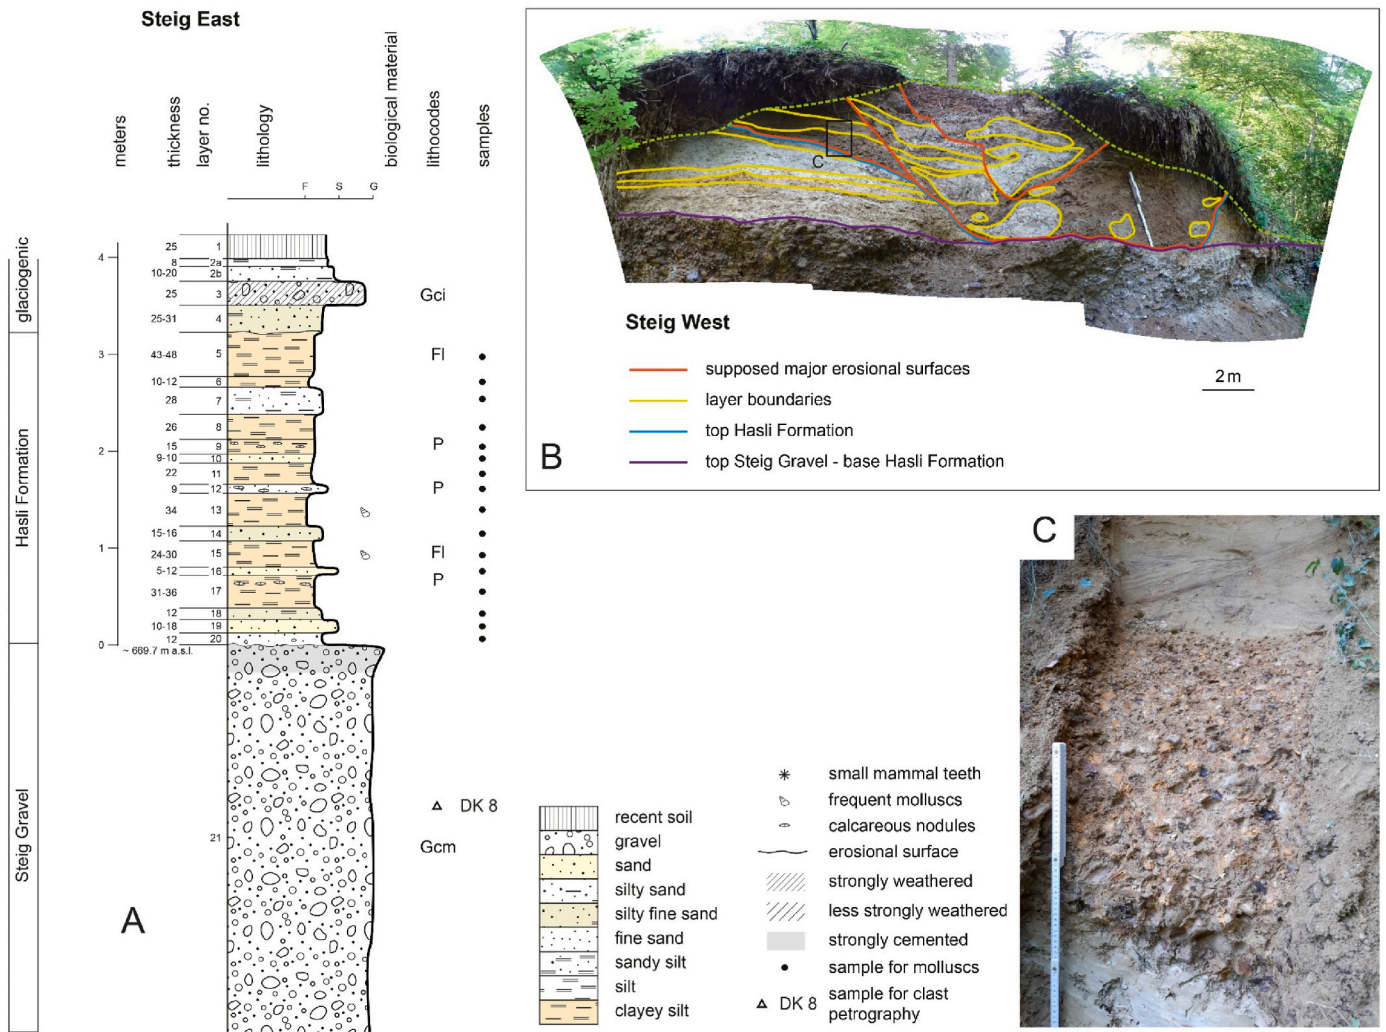 Steig East
meters
thickness
layer no.
lithology
biological material
lithocodes
samples
F S G
glaciogenic
Hasli Formation
Steig Gravel
4
3
2
1
0
~ 669.7 m a.s.l.
25 1
8 2a
10-20 2b
25 3 Gci
25-31 4
43-48 5 Fl
10-12 6
28 7
26 8
15 9 P
9-10 10
22 11
9 12 P
34 13
15-16 14
24-30 15 Fl
5-12 16
31-36 17 P
12 18
10-18 19
12 20
21
DK 8
Gcm
A
recent soil
gravel
sand
silty sand
silty fine sand
fine sand
sandy silt
silt
clayey silt
small mammal teeth
frequent molluscs
calcareous nodules
erosional surface
strongly weathered
less strongly weathered
strongly cemented
sample for molluscs
DK 8 sample for clast
petrography
C
Steig West
supposed major erosional surfaces
layer boundaries
top Hasli Formation
top Steig Gravel - base Hasli Formation
2 m
B
C